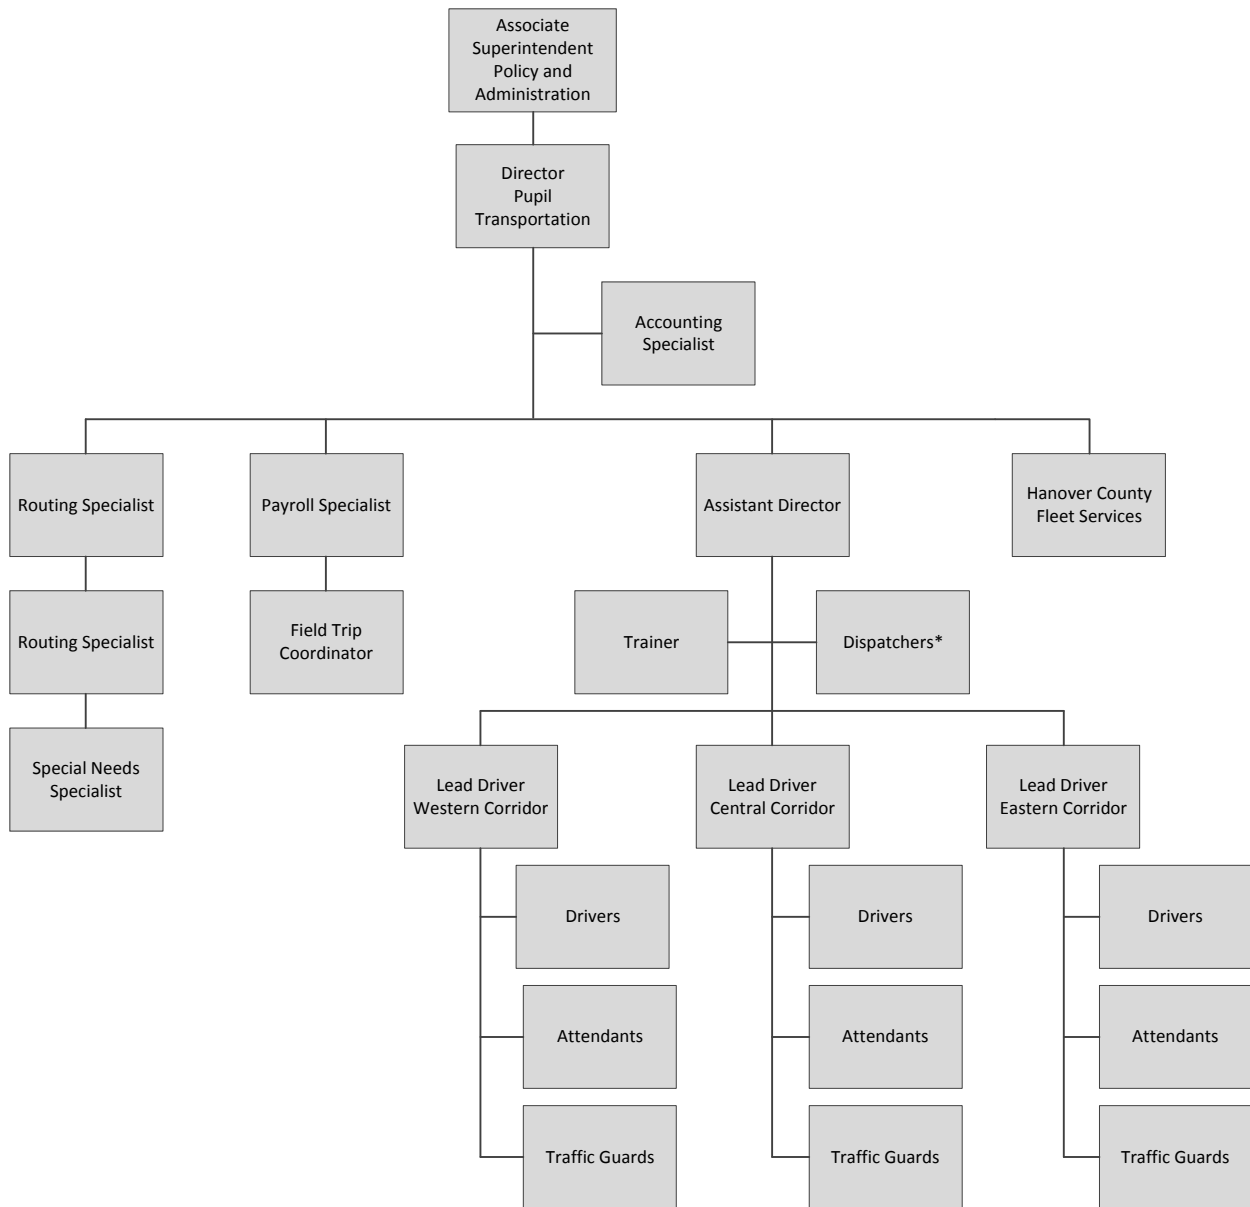 Associate
Superintendent
Policy and
Administration
Director
Pupil
Transportation
Accounting
Specialist
Routing Specialist
Payroll Specialist
Assistant Director
Hanover County
Fleet Services
Routing Specialist
Field Trip
Coordinator
Trainer
Dispatchers*
Special Needs
Specialist
Lead Driver
Western Corridor
Lead Driver
Central Corridor
Lead Driver
Eastern Corridor
Drivers
Drivers
Drivers
Attendants
Attendants
Attendants
Traffic Guards
Traffic Guards
Traffic Guards